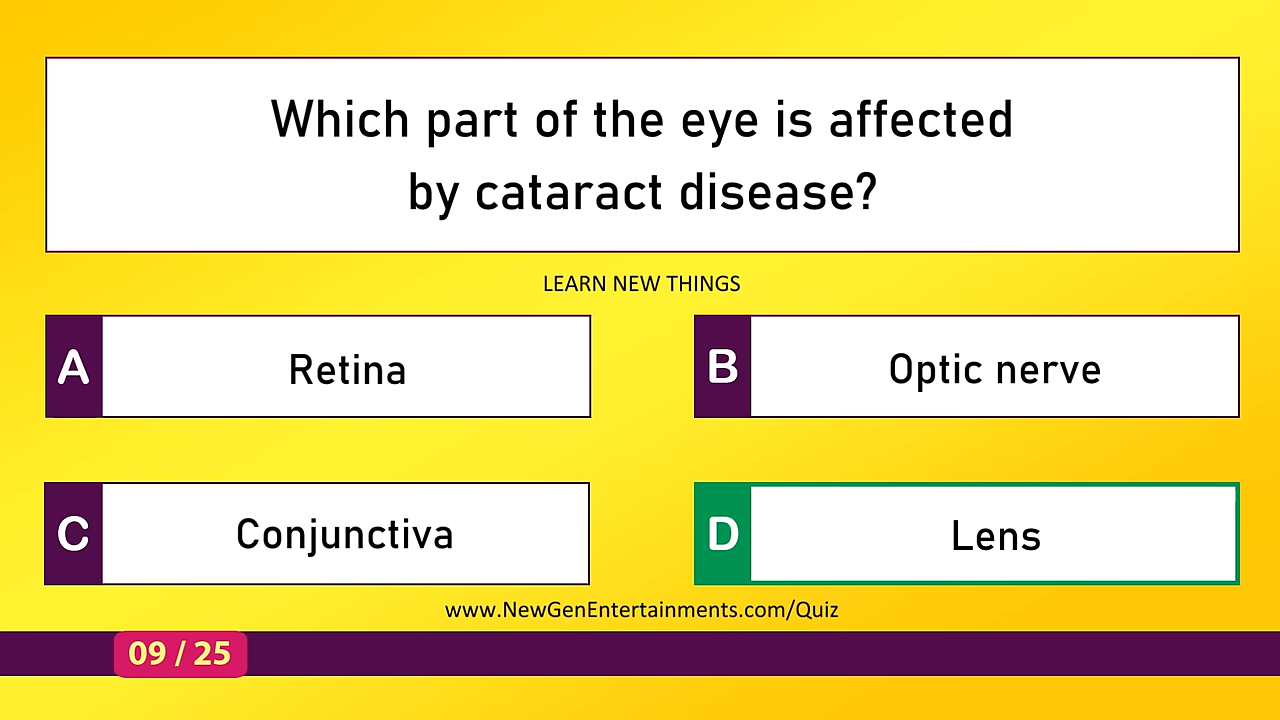 Which part of the eye is affected
by cataract disease?
LEARN NEW THINGS
A Retina
B Optic nerve
C Conjunctiva
D Lens
www.NewGenEntertainments.com/Quiz
09 / 25